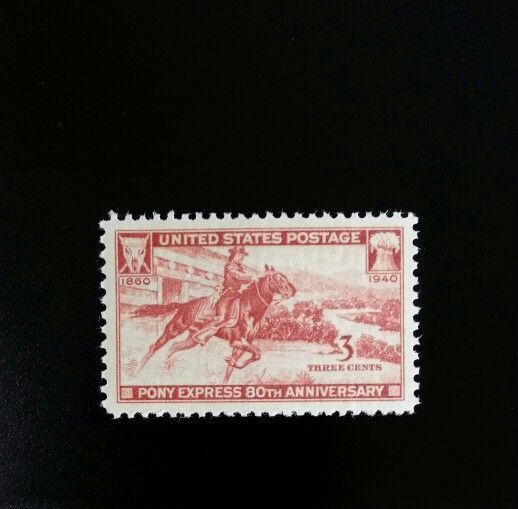 UNITED STATES POSTAGE
1860 1940
3
THREE CENTS
PONY EXPRESS 80TH ANNIVERSARY